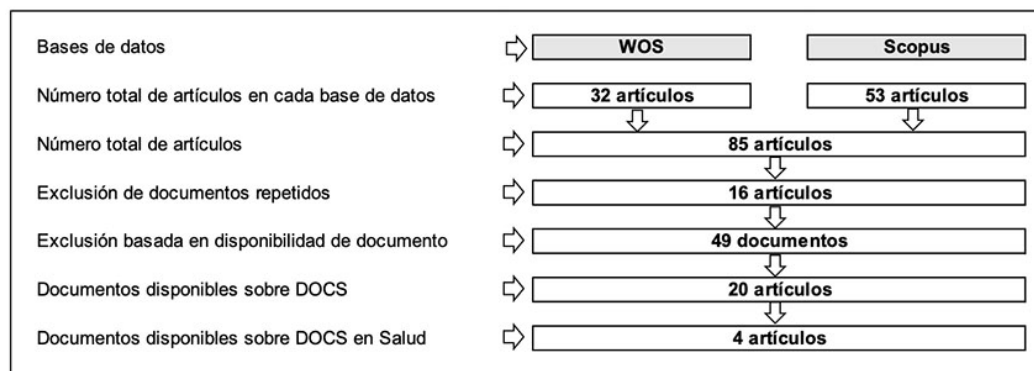 Bases de datos WOS Scopus
Número total de artículos en cada base de datos 32 artículos 53 artículos
Número total de artículos 85 artículos
Exclusión de documentos repetidos 16 artículos
Exclusión basada en disponibilidad de documento 49 documentos
Documentos disponibles sobre DOCS 20 artículos
Documentos disponibles sobre DOCS en Salud 4 artículos